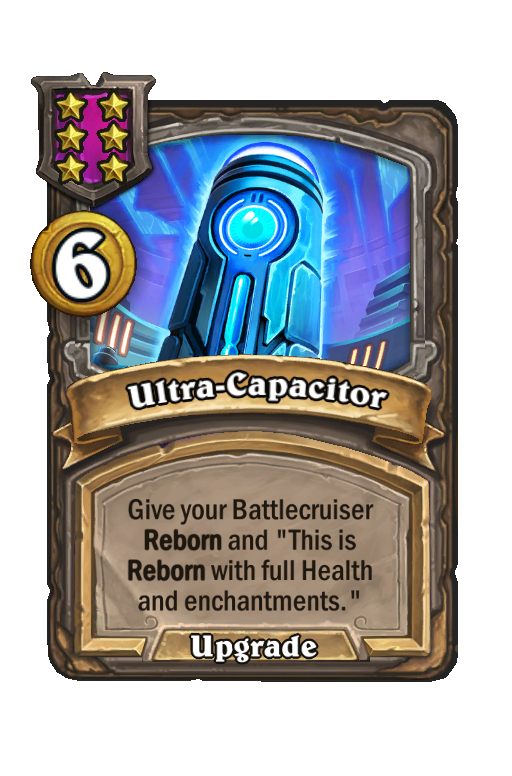 6
Ultra-Capacitor
Give your Battlecruiser
Reborn and "This is
Reborn with full Health
and enchantments."
Upgrade